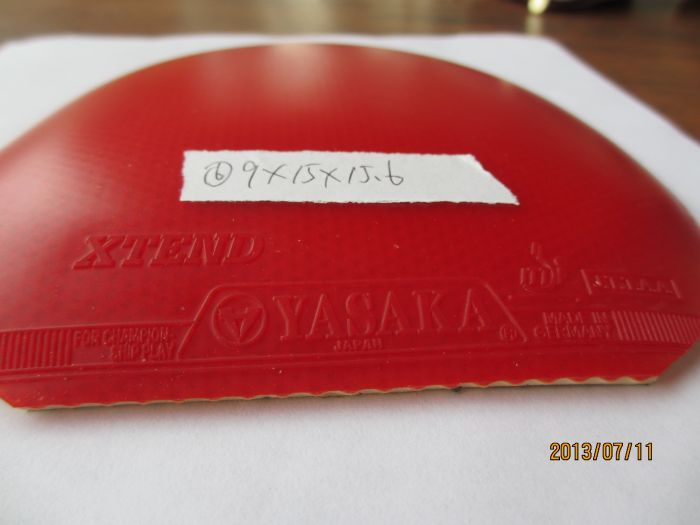 ⑥9×15×15.6
XTEND
FOR CHAMPION-
SHIP PLAY
YASAKA
JAPAN
MADE IN
GERMANY
2013/07/11